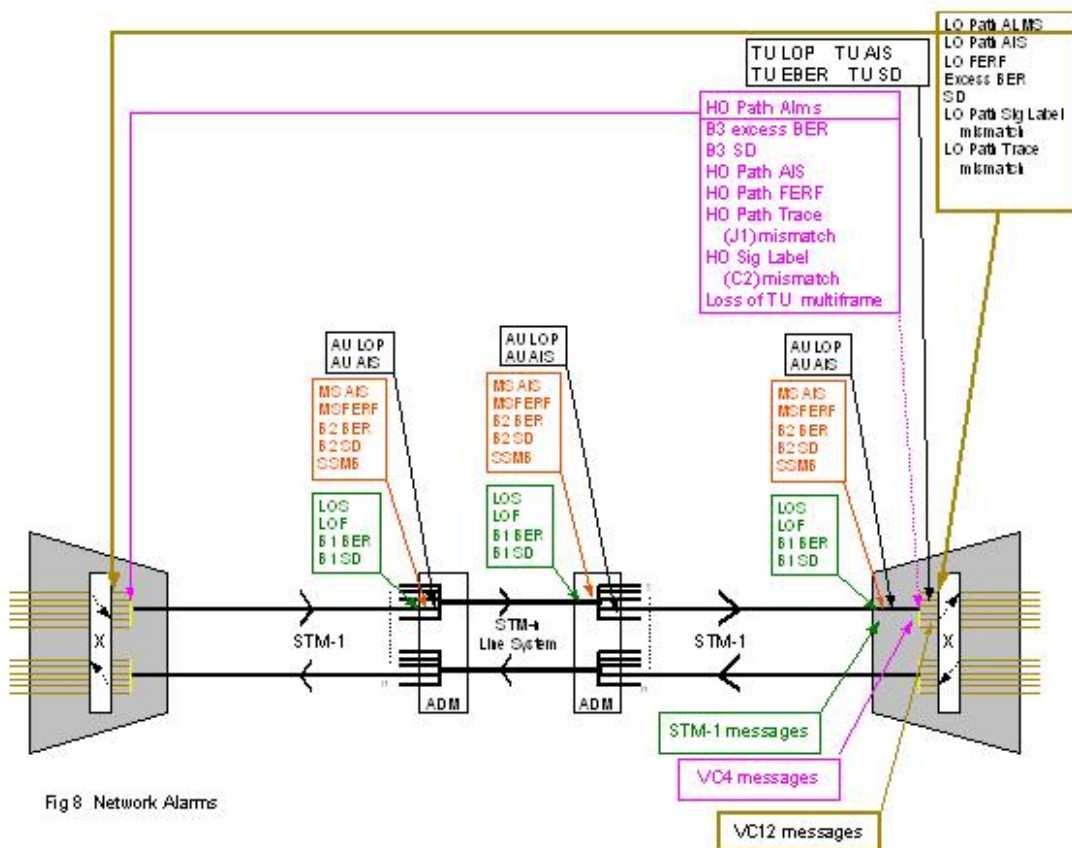 LO Path ALMS
LO Path AIS
LO FERF
Excess BER
SD
LO Path Sig Label
mismatch
LO Path Trace
mismatch
TU LOP TU AIS
TU EBER TU SD
HO Path Alms
B3 excess BER
B3 SD
HO Path AIS
HO Path FERF
HO Path Trace
(J1) mismatch
HO Sig Label
(C2) mismatch
Loss of TU multiframe
AU LOP
AU AIS
MS AIS
MSFERF
B2 BER
B2 SD
SSMB
LOS
LOF
B1 BER
B1 SD
AU LOP
AU AIS
MS AIS
MSFERF
B2 BER
B2 SD
SSMB
LOS
LOF
B1 BER
B1 SD
AU LOP
AU AIS
MS AIS
MSFERF
B2 BER
B2 SD
SSMB
LOS
LOF
B1 BER
B1 SD
X
STM-1
STM-n
Line System
STM-1
X
ADM
ADM
STM-1 messages
VC4 messages
VC12 messages
Fig 8 Network Alarms